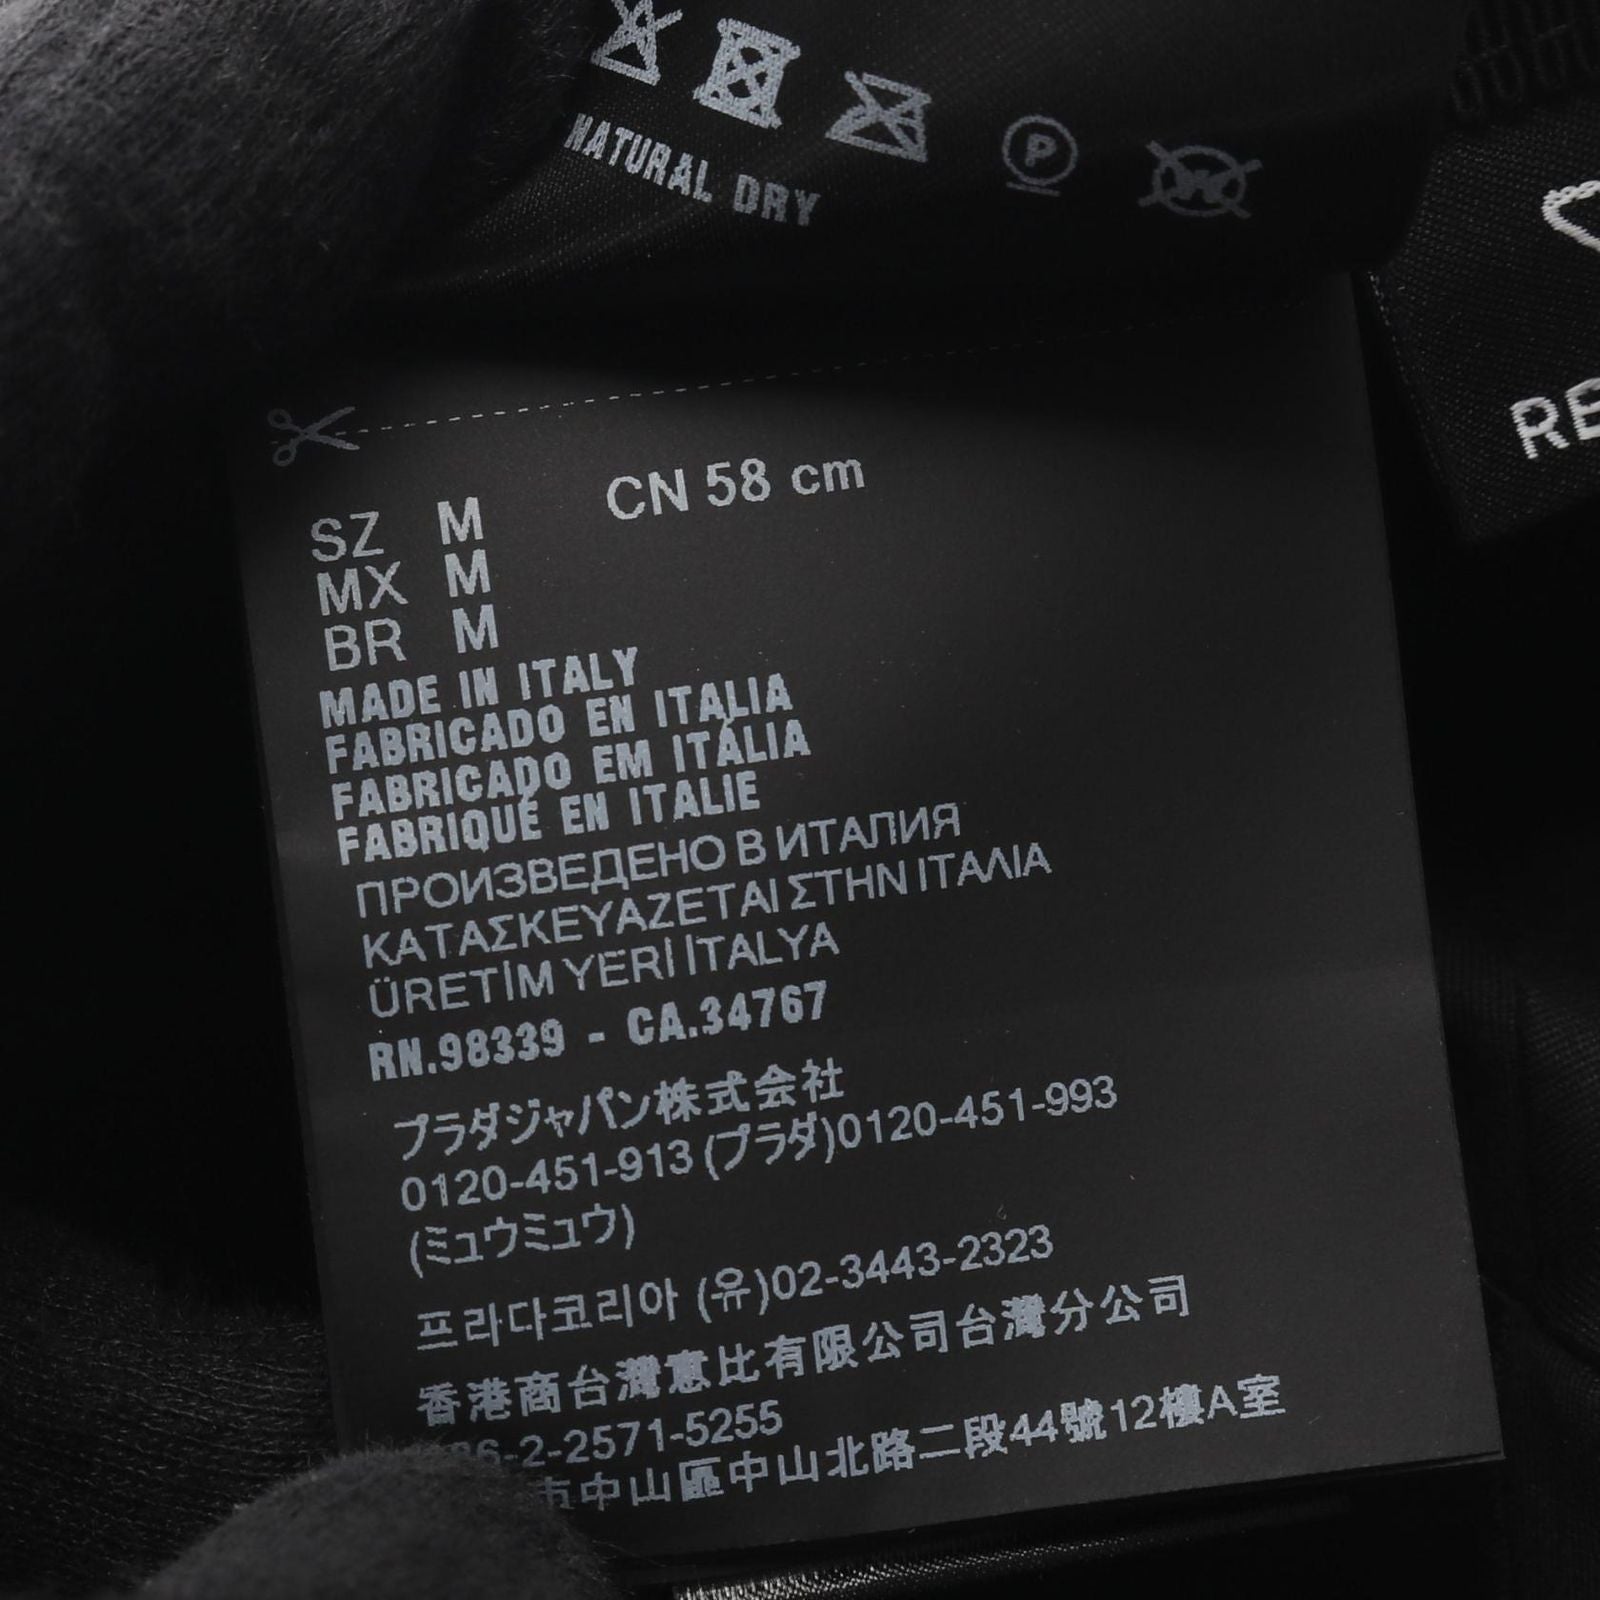 NATURAL DRY
P
W
RE
CN 58 cm
SZ M
MX M
BR M
MADE IN ITALY
FABRICADO EN ITALIA
FABRICADO EM ITÁLIA
FABRIQUÉ EN ITALIE
ПРОИЗВЕДЕНО В ИТАЛИЯ
ΚΑΤΑΣΚΕΥΑΖΕΤΑΙ ΣΤΗΝ ΙΤΑΛΙΑ
ÜRETİM YERİ İTALYA
RN.98339 - CA.34767
プラダジャパン株式会社
0120-451-913 (プラダ)0120-451-993
(ミュウミュウ)
프라다코리아 (유)02-3443-2323
香港商台灣惠比有限公司台灣分公司
86-2-2571-5255
市中山區中山北路二段44號12樓A室